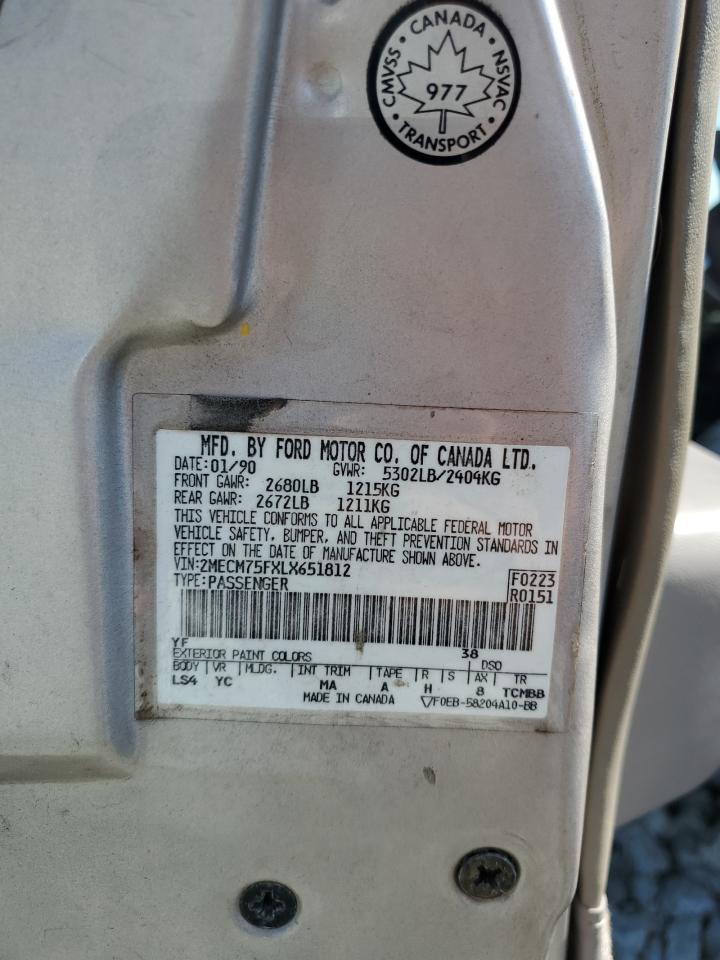 • CANADA •
CMVSS • NSVAC
977
• TRANSPORT •
MFD. BY FORD MOTOR CO. OF CANADA LTD.
DATE:01/90 GVWR: 5302LB/2404KG
FRONT GAWR: 2680LB 1215KG
REAR GAWR: 2672LB 1211KG
THIS VEHICLE CONFORMS TO ALL APPLICABLE FEDERAL MOTOR
VEHICLE SAFETY, BUMPER, AND THEFT PREVENTION STANDARDS IN
EFFECT ON THE DATE OF MANUFACTURE SHOWN ABOVE.
VIN:2MECM75FXLX651812 F0223
TYPE:PASSENGER R0151
YF 38
EXTERIOR PAINT COLORS DSO
BODY VR MLDG. INT TRIM TAPE R S AX TR
LS4 YC MA A H 8 TCMBB
MADE IN CANADA F0EB-58204A10-BB